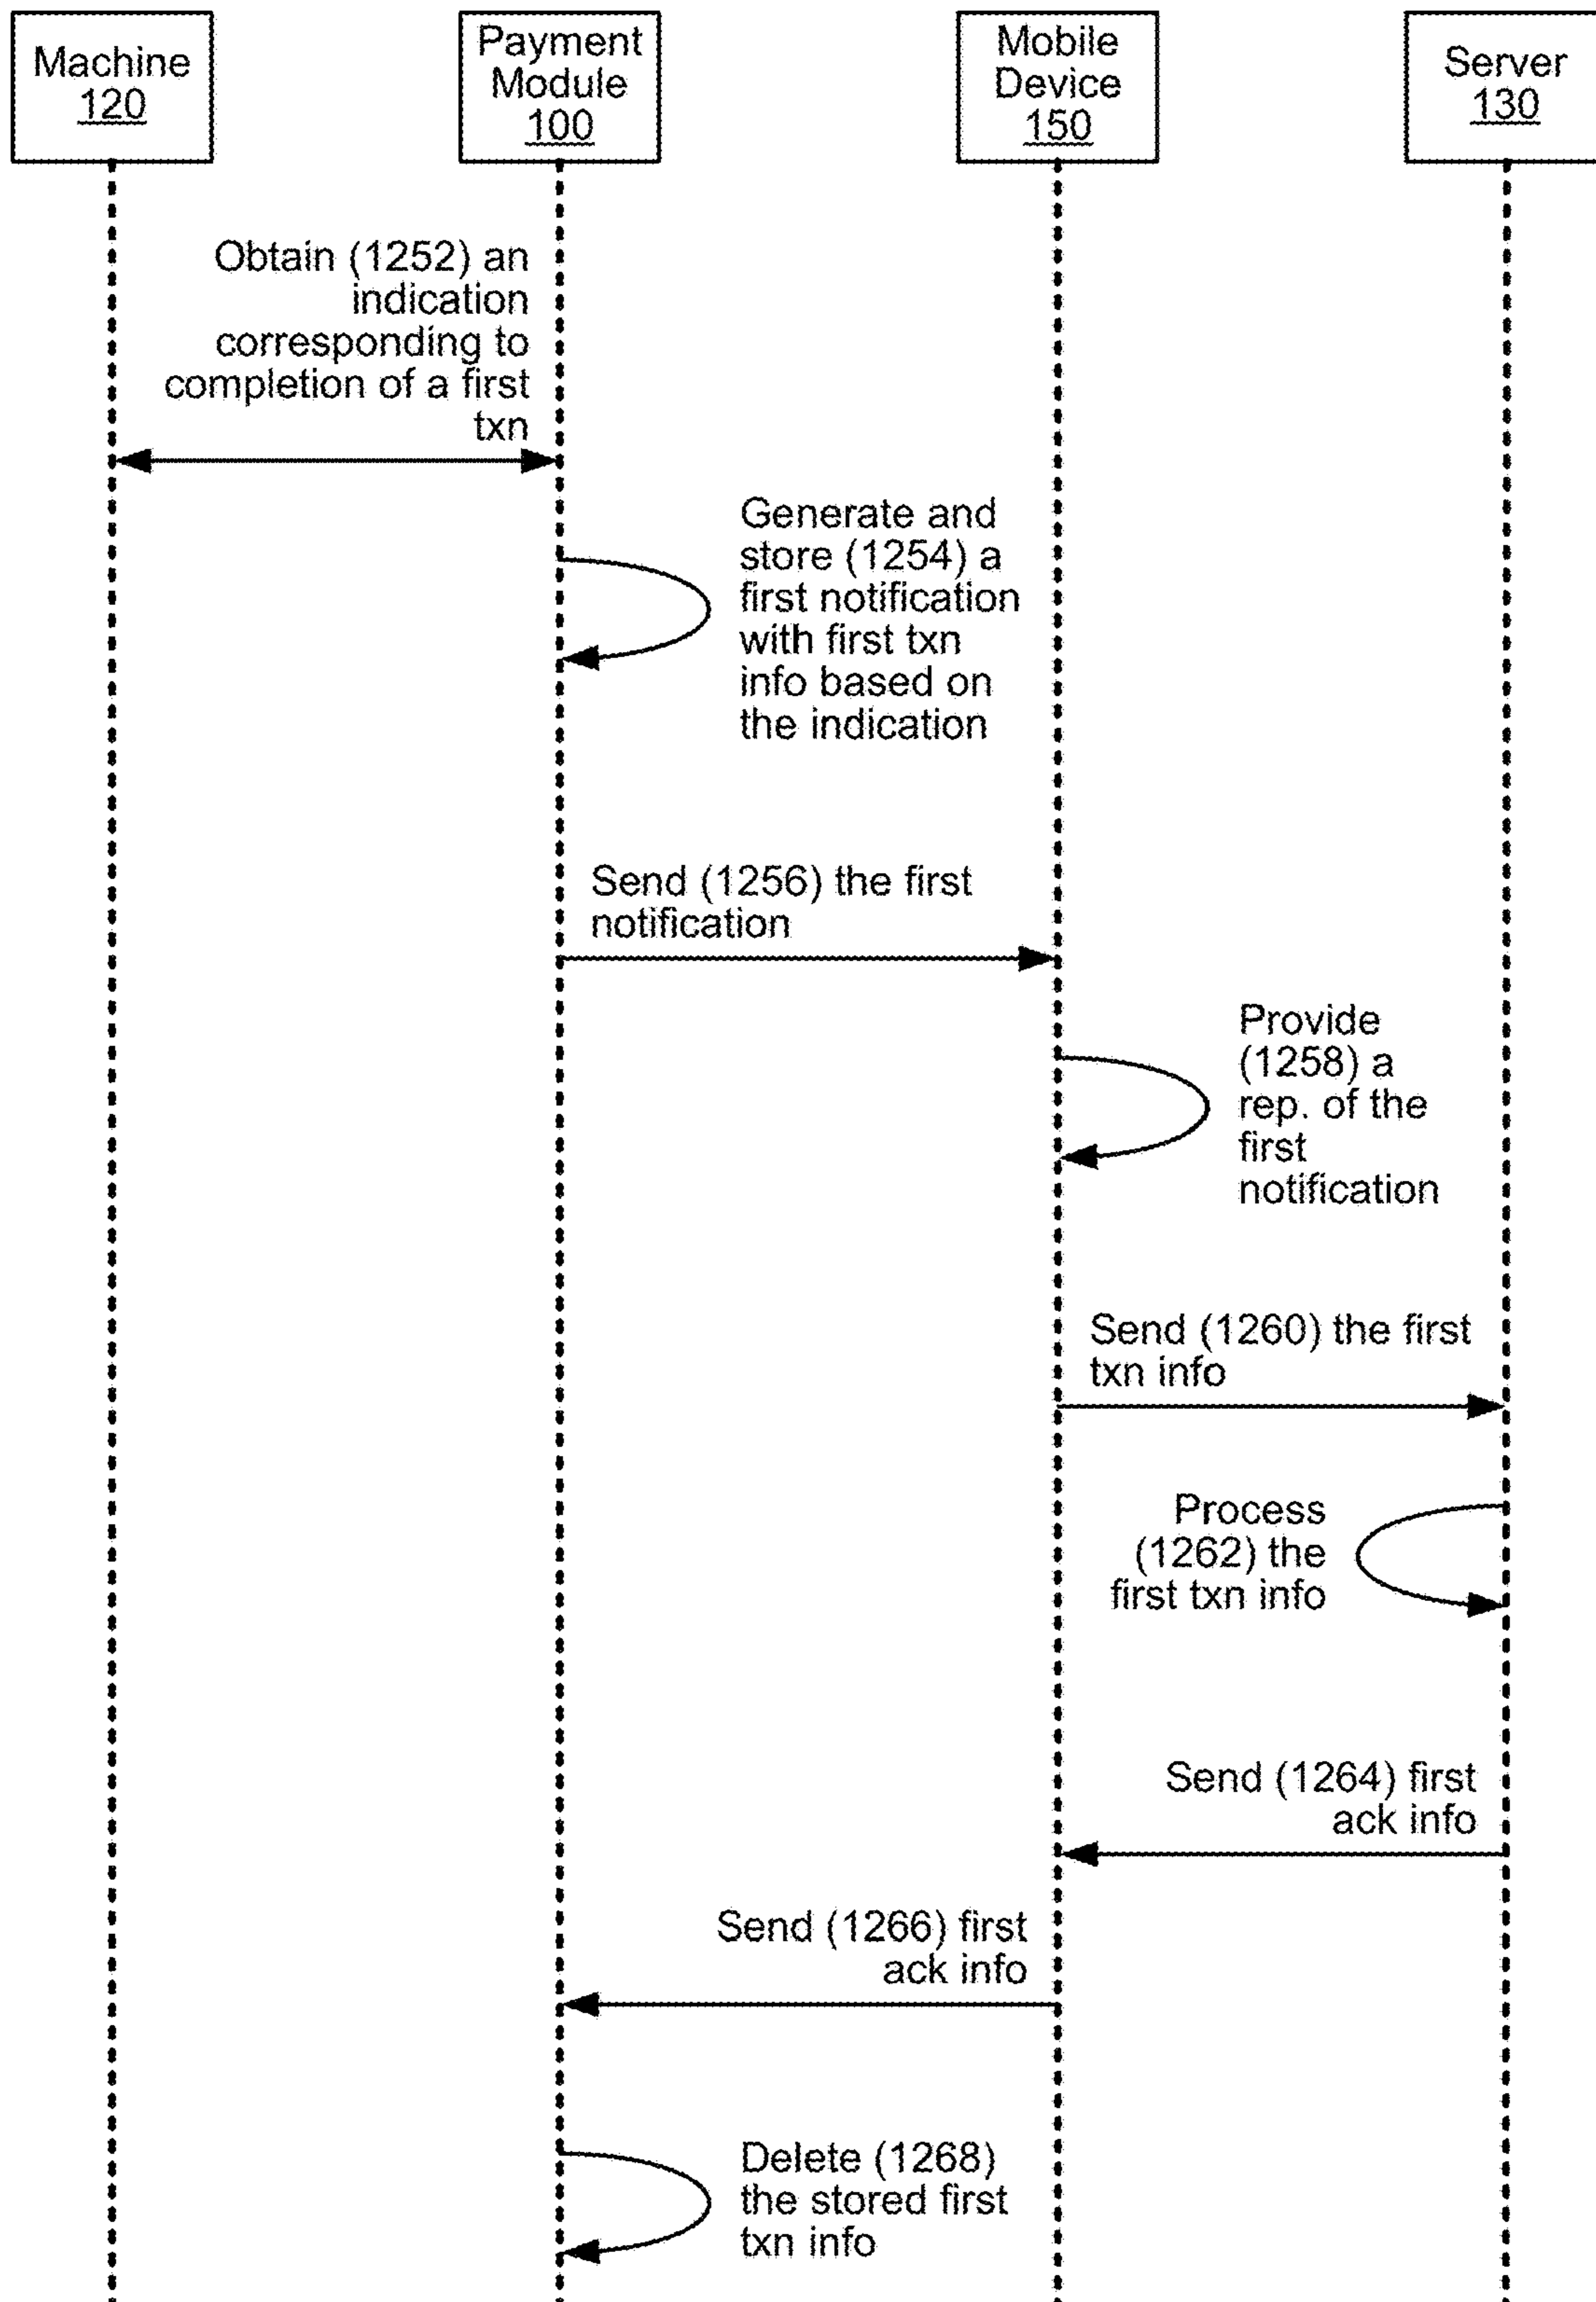 Machine
120
Payment
Module
100
Mobile
Device
150
Server
130
Obtain (1252) an
indication
corresponding to
completion of a first
txn
Generate and
store (1254) a
first notification
with first txn
info based on
the indication
Send (1256) the first
notification
Provide
(1258) a
rep. of the
first
notification
Send (1260) the first
txn info
Process
(1262) the
first txn info
Send (1264) first
ack info
Send (1266) first
ack info
Delete (1268)
the stored first
txn info